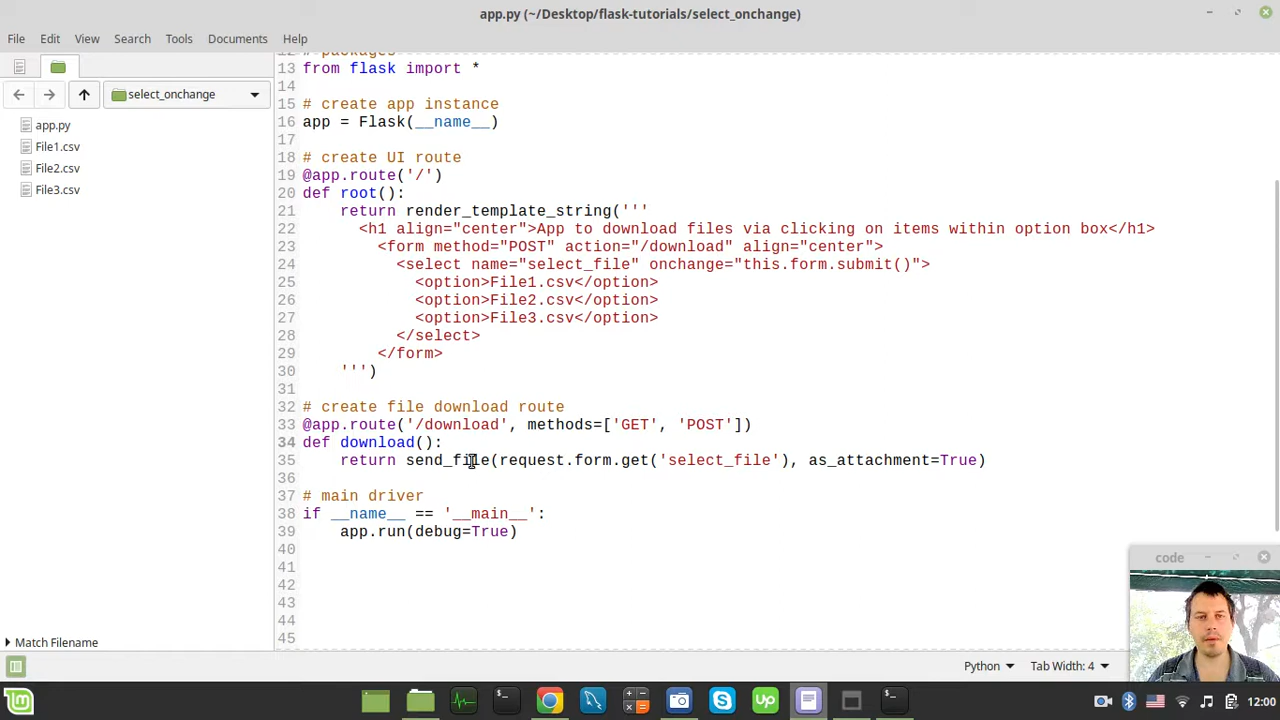 app.py (~/Desktop/flask-tutorials/select_onchange)
File Edit View Search Tools Documents Help
select_onchange
app.py
File1.csv
File2.csv
File3.csv
Match Filename
12 # packages
13 from flask import *
14
15 # create app instance
16 app = Flask(__name__)
17
18 # create UI route
19 @app.route('/')
20 def root():
21     return render_template_string('''
22       <h1 align="center">App to download files via clicking on items within option box</h1>
23         <form method="POST" action="/download" align="center">
24           <select name="select_file" onchange="this.form.submit()">
25             <option>File1.csv</option>
26             <option>File2.csv</option>
27             <option>File3.csv</option>
28           </select>
29         </form>
30     ''')
31
32 # create file download route
33 @app.route('/download', methods=['GET', 'POST'])
34 def download():
35     return send_file(request.form.get('select_file'), as_attachment=True)
36
37 # main driver
38 if __name__ == '__main__':
39     app.run(debug=True)
40
41
42
43
44
45
code
Python Tab Width: 4
12:00